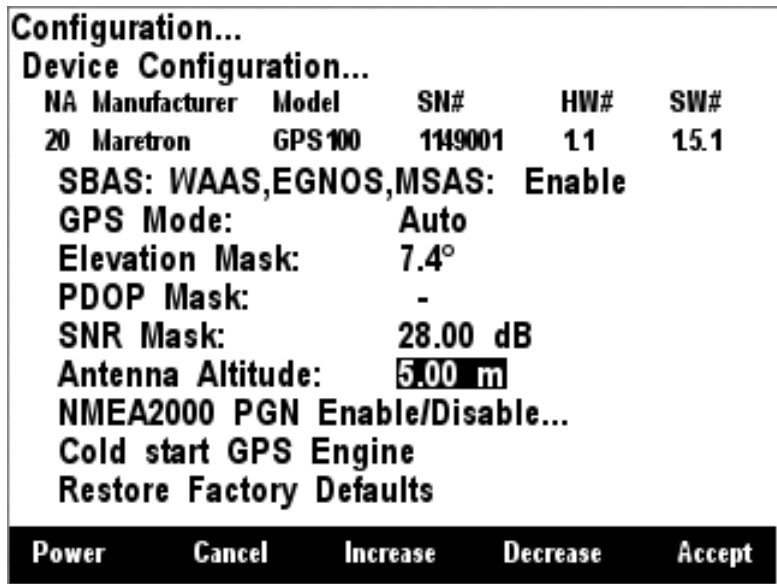 Configuration...
Device Configuration...
NA Manufacturer Model SN# HW# SW#
20 Maretron GPS100 1149001 1.1 1.5.1
SBAS: WAAS,EGNOS,MSAS: Enable
GPS Mode: Auto
Elevation Mask: 7.4°
PDOP Mask: -
SNR Mask: 28.00 dB
Antenna Altitude: 5.00 m
NMEA2000 PGN Enable/Disable...
Cold start GPS Engine
Restore Factory Defaults
Power Cancel Increase Decrease Accept